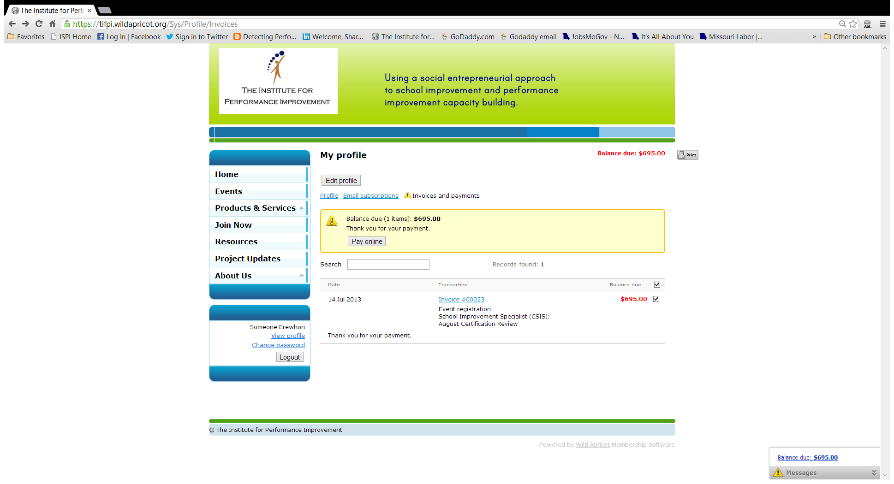 The Institute for Perfo ×
https://tifpi.wildapricot.org/Sys/Profile/Invoices
Favorites ISPI Home Log In | Facebook Sign in to Twitter Detecting Perfo... Welcome, Shar... The Institute for... GoDaddy.com Godaddy email JobsMoGov - N... It's All About You Missouri Labor |... » Other bookmarks
THE INSTITUTE FOR
PERFORMANCE IMPROVEMENT
Using a social entrepreneurial approach
to school improvement and performance
improvement capacity building.
My profile
Balance due: $695.00
Print
Edit profile
Profile Email subscriptions Invoices and payments
Balance due (1 items): $695.00
Thank you for your payment.
Pay online
Search
Records found: 1
Date Transaction Balance due
14 Jul 2013 Invoice #00023 $695.00
Event registration
School Improvement Specialist (CSIS):
August Certification Review
Thank you for your payment.
Home
Events
Products & Services
Join Now
Resources
Project Updates
About Us
Someone Erewhon
View profile
Change password
Logout
© The Institute for Performance Improvement
Powered by Wild Apricot Membership Software
Balance due: $695.00
Messages